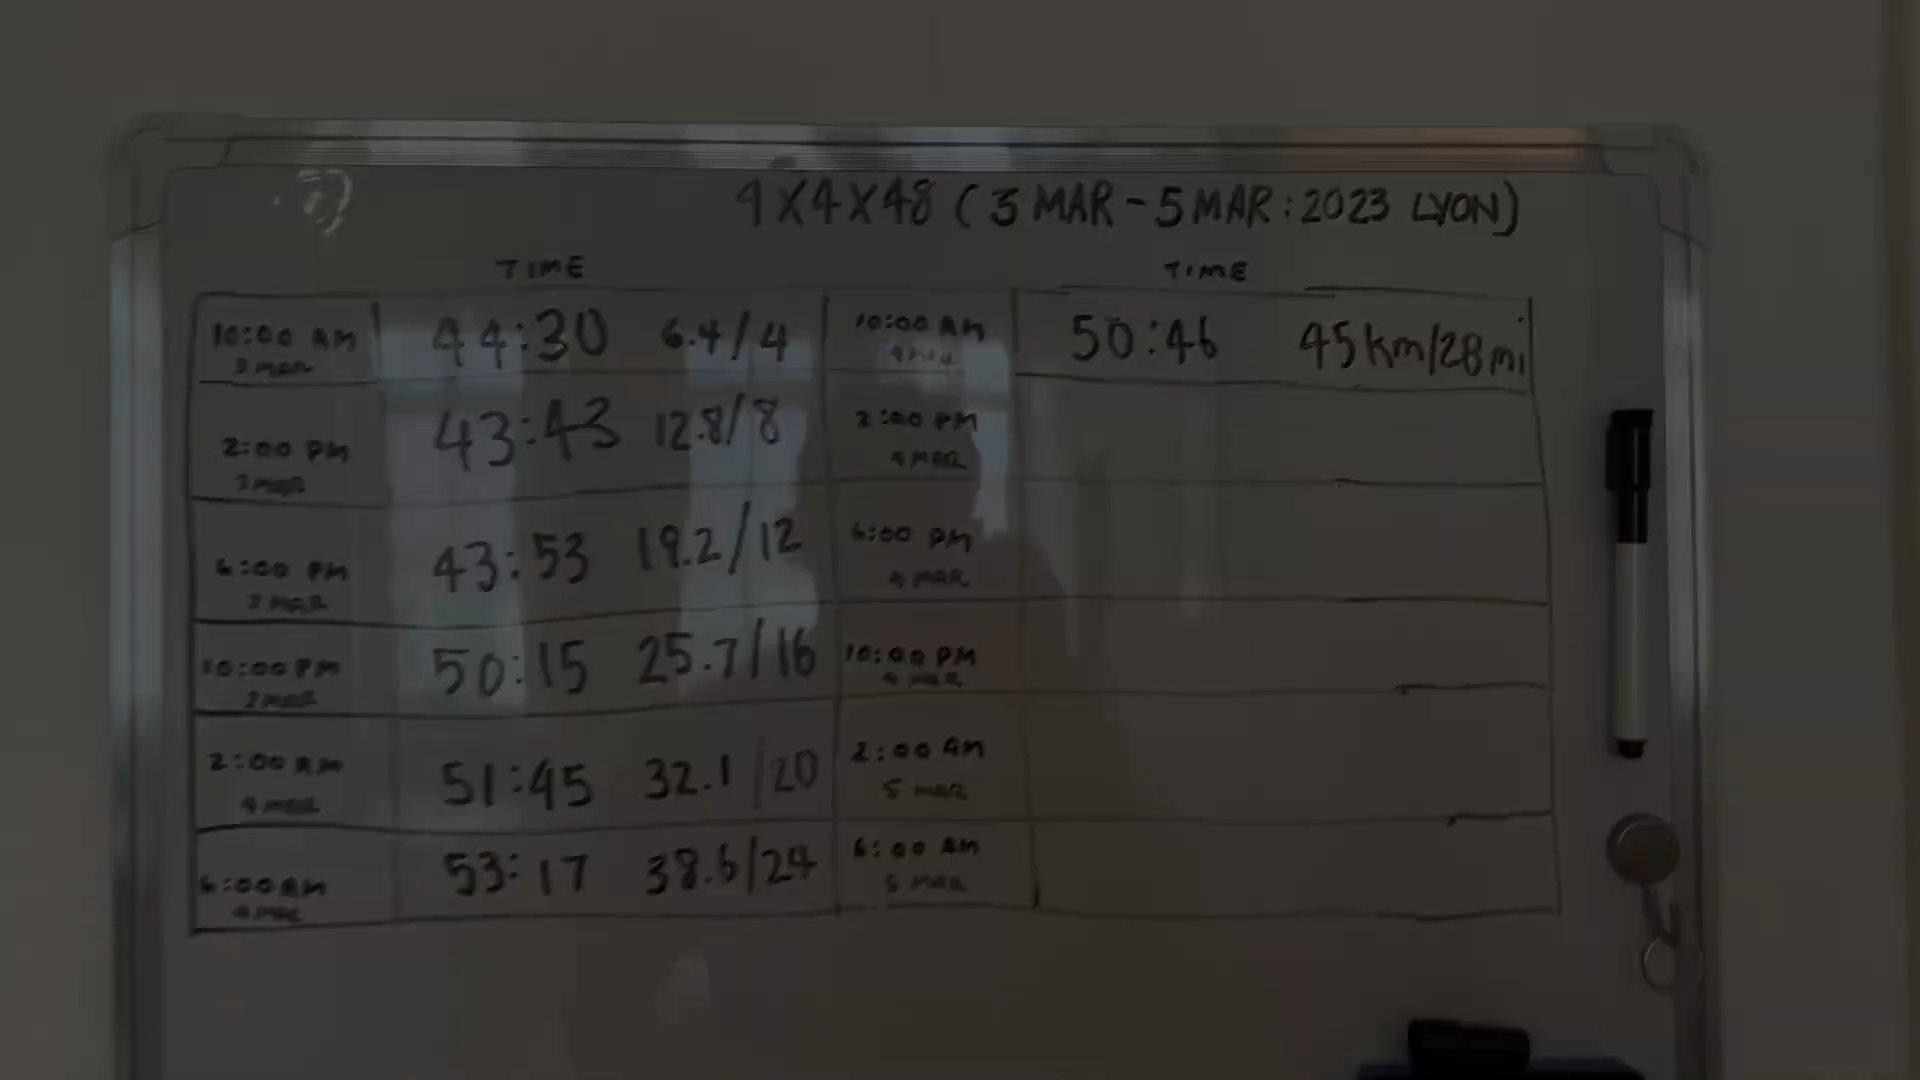 4X4X48 (3 MAR - 5 MAR: 2023 LYON)
TIME
TIME
10:00 AM
3 MAR
44:30 6.4/4
2:00 PM
3 MAR
43:43 12.8/8
6:00 PM
3 MAR
43:53 19.2/12
10:00 PM
3 MAR
50:15 25.7/16
2:00 AM
4 MAR
51:45 32.1/20
6:00 AM
4 MAR
53:17 38.6/24
10:00 AM
4 MAR
50:46 45km/28mi
2:00 PM
4 MAR
6:00 PM
4 MAR
10:00 PM
4 MAR
2:00 AM
5 MAR
6:00 AM
5 MAR